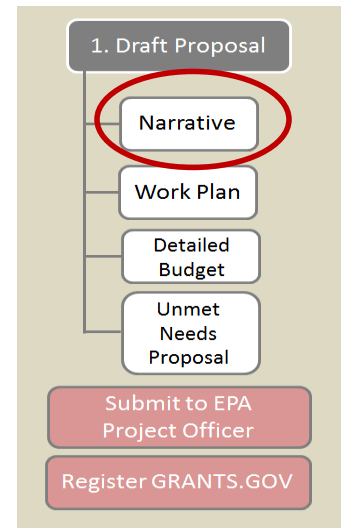 1. Draft Proposal
Narrative
Work Plan
Detailed
Budget
Unmet
Needs
Proposal
Submit to EPA
Project Officer
Register GRANTS.GOV